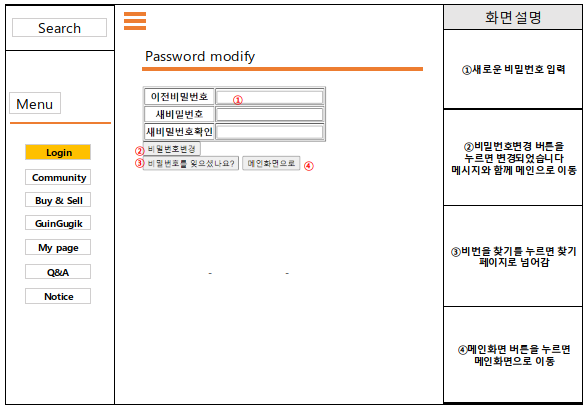 Search
Menu
Login
Community
Buy & Sell
GuinGugik
My page
Q&A
Notice
Password modify
이전비밀번호 ①
새비밀번호
새비밀번호확인
② 비밀번호변경
③ 비밀번호를 잊으셨나요? 메인화면으로 ④
- -
화면설명
①새로운 비밀번호 입력
②비밀번호변경 버튼을
누르면 변경되었습니다
메시지와 함께 메인으로 이동
③비번을 찾기를 누르면 찾기
페이지로 넘어감
④메인화면 버튼을 누르면
메인화면으로 이동